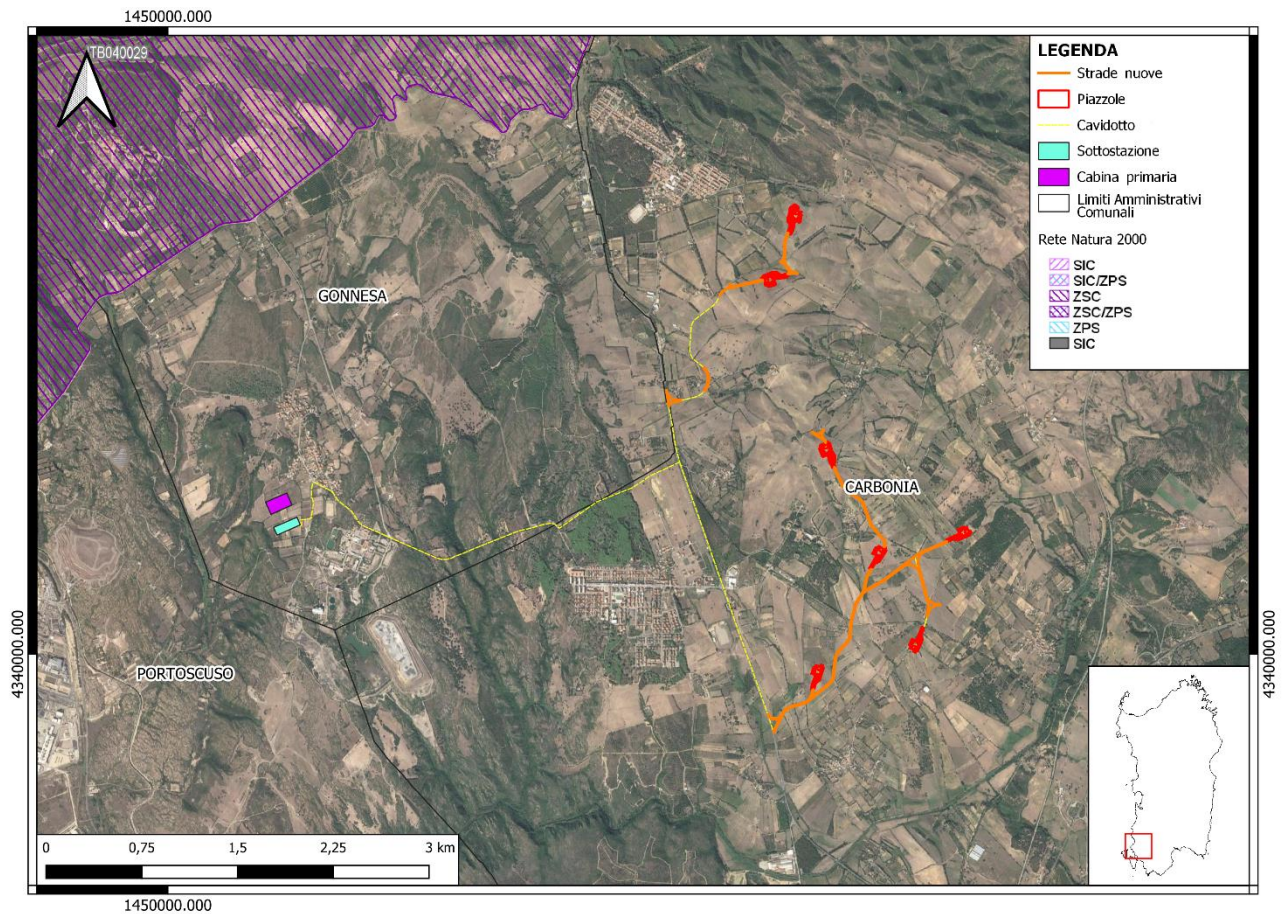 1450000.000
TB040029
LEGENDA
Strade nuove
Piazzole
Cavidotto
Sottostazione
Cabina primaria
Limiti Amministrativi
Comunali
Rete Natura 2000
SIC
SIC/ZPS
ZSC
ZSC/ZPS
ZPS
SIC
GONNESA
CARBONIA
4340000.000
4340000.000
PORTOSCUSO
0 0,75 1,5 2,25 3 km
1450000.000